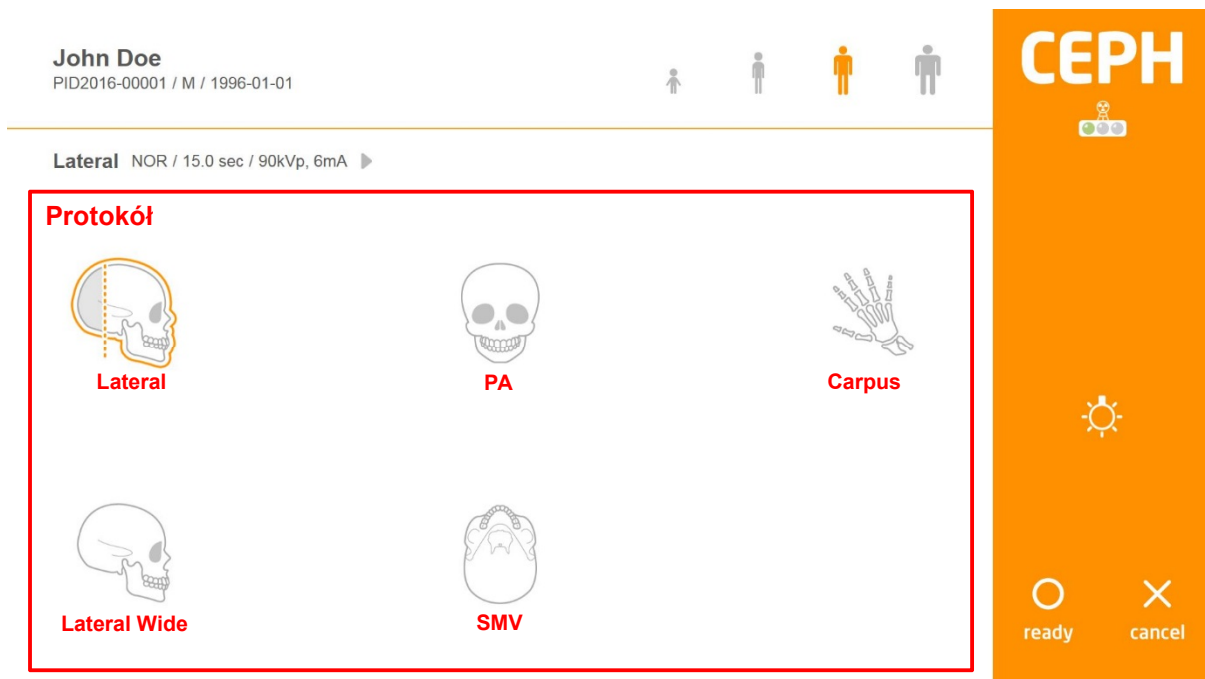 John Doe
PID2016-00001 / M / 1996-01-01
CEPH
Lateral NOR / 15.0 sec / 90kVp, 6mA
Protokół
Lateral
PA
Carpus
Lateral Wide
SMV
ready
cancel